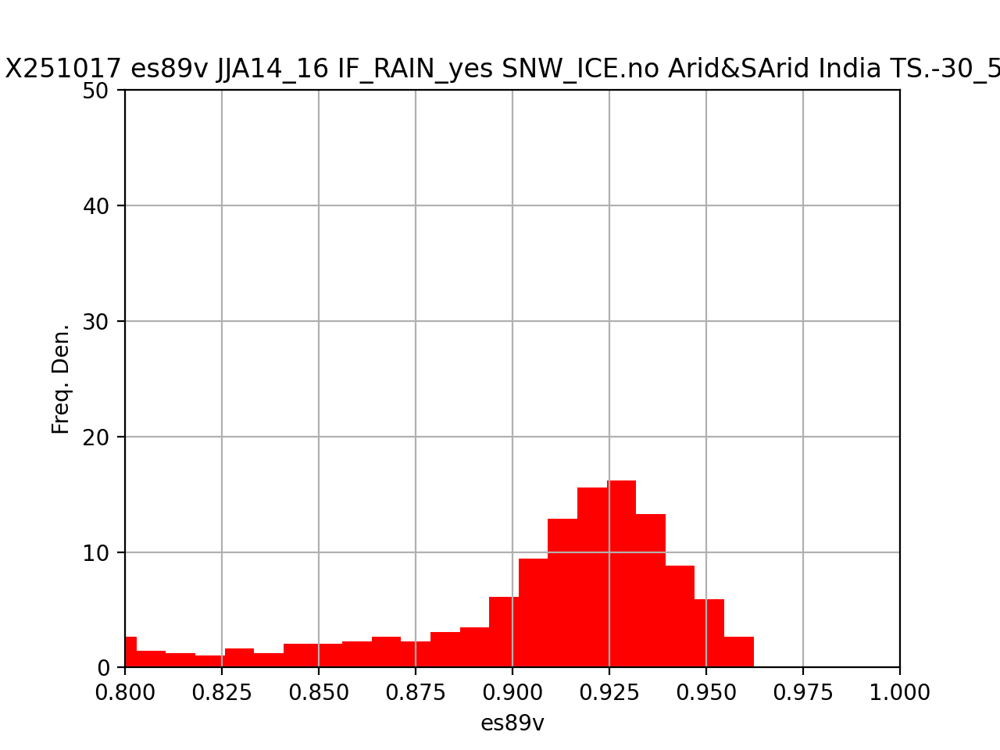 X251017 es89v JJA14_16 IF_RAIN_yes SNW_ICE.no Arid&SArid India TS.-30_5
50
40
30
20
10
0
Freq. Den.
0.800 0.825 0.850 0.875 0.900 0.925 0.950 0.975 1.000
es89v